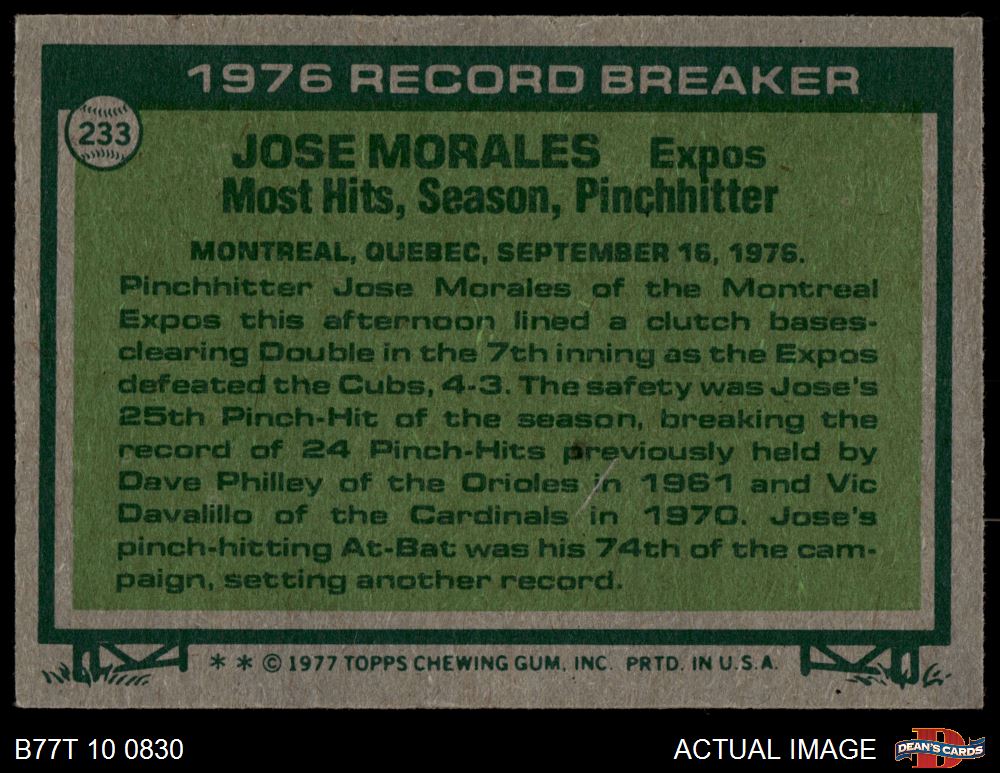 1976 RECORD BREAKER
233
JOSE MORALES Expos
Most Hits, Season, Pinchhitter
MONTREAL, QUEBEC, SEPTEMBER 16, 1976.
Pinchhitter Jose Morales of the Montreal
Expos this afternoon lined a clutch bases-
clearing Double in the 7th inning as the Expos
defeated the Cubs, 4-3. The safety was Jose's
25th Pinch-Hit of the season, breaking the
record of 24 Pinch-Hits previously held by
Dave Philley of the Orioles in 1961 and Vic
Davalillo of the Cardinals in 1970. Jose's
pinch-hitting At-Bat was his 74th of the cam-
paign, setting another record.
* * © 1977 TOPPS CHEWING GUM, INC. PRTD. IN U.S.A.
B77T 10 0830
ACTUAL IMAGE
D
DEAN'S CARDS